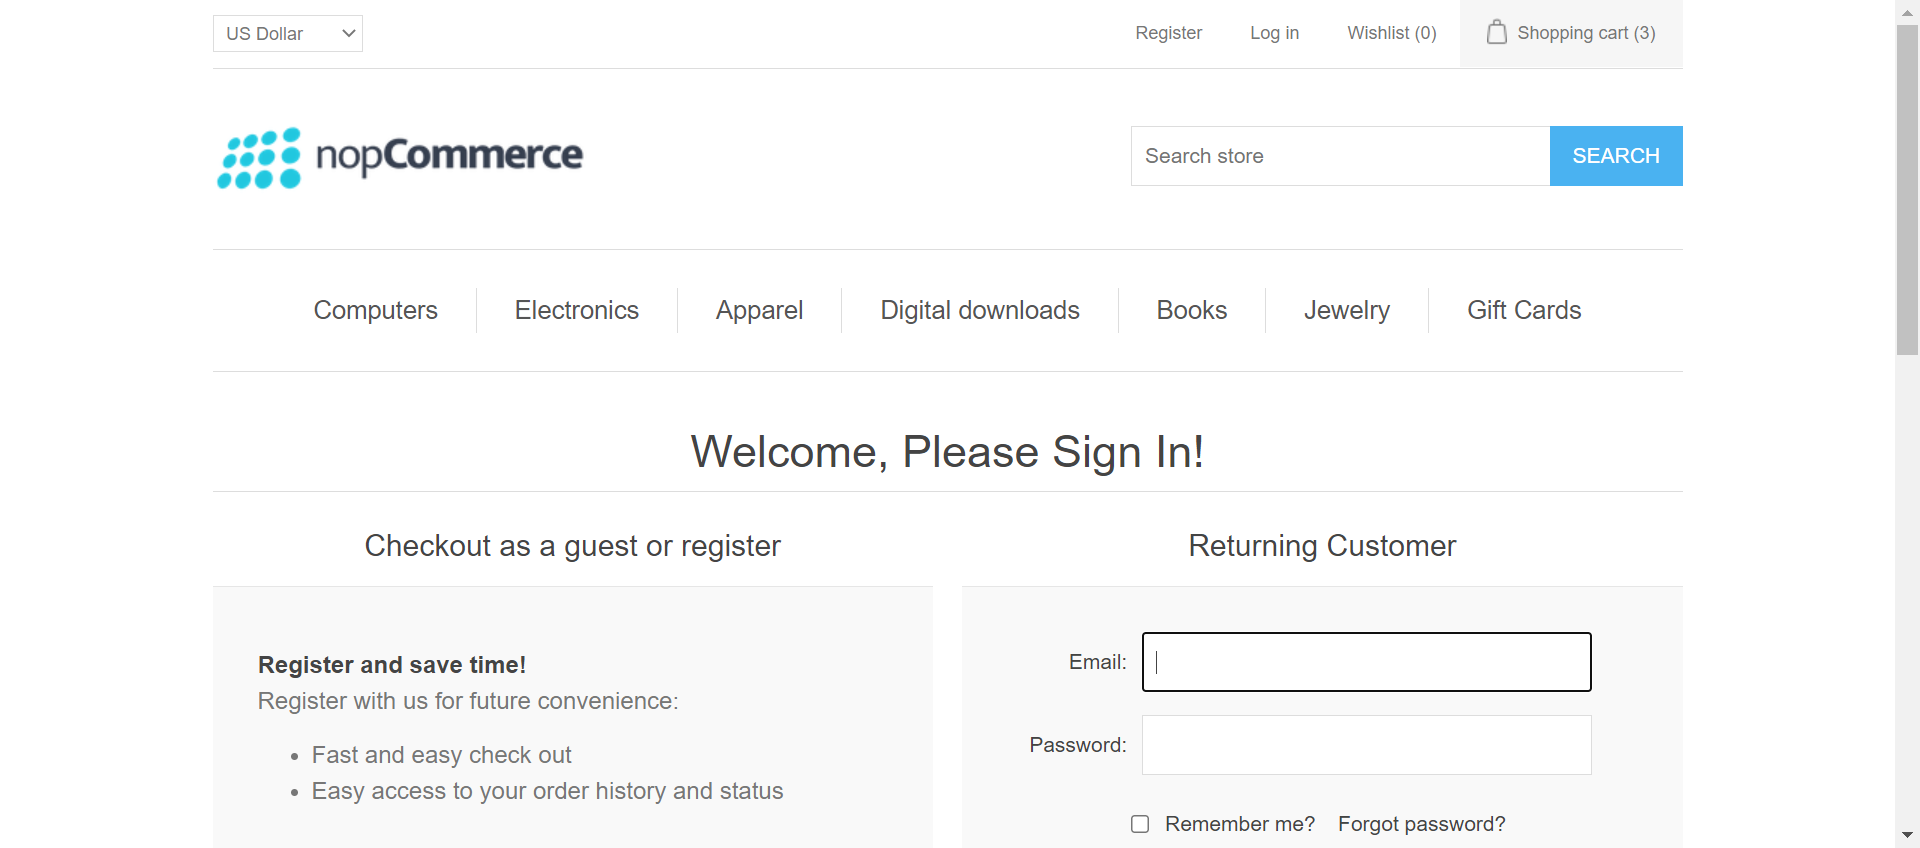 US Dollar
Register
Log in
Wishlist (0)
Shopping cart (3)
nopCommerce
Search store
SEARCH
Computers
Electronics
Apparel
Digital downloads
Books
Jewelry
Gift Cards
Welcome, Please Sign In!
Checkout as a guest or register
Register and save time!
Register with us for future convenience:
Fast and easy check out
Easy access to your order history and status
Returning Customer
Email:
Password:
Remember me?
Forgot password?